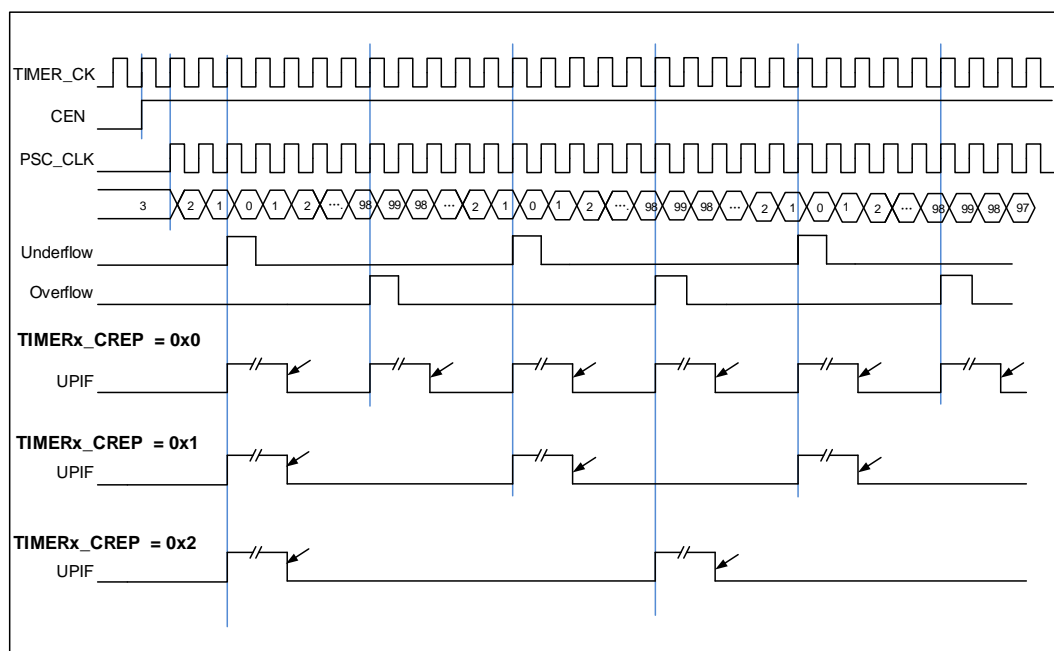 TIMER_CK
CEN
PSC_CLK
3 2 1 0 1 2 ... 98 99 98 ... 2 1 0 1 2 .... 98 99 98 ... 2 1 0 1 2 ... 98 99 98 97
Underflow
Overflow
TIMERx_CREP = 0x0
UPIF
TIMERx_CREP = 0x1
UPIF
TIMERx_CREP = 0x2
UPIF